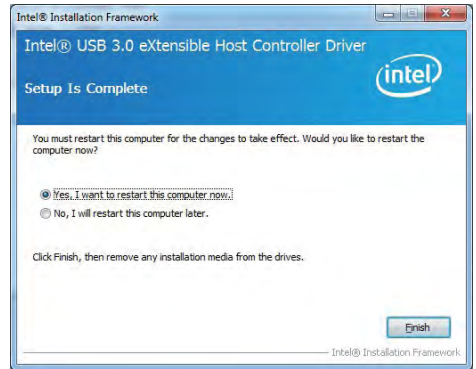 Intel® Installation Framework
Intel® USB 3.0 eXtensible Host Controller Driver
intel
Setup Is Complete
You must restart this computer for the changes to take effect. Would you like to restart the
computer now?
Yes, I want to restart this computer now.
No, I will restart this computer later.
Click Finish, then remove any installation media from the drives.
Finish
Intel® Installation Framework